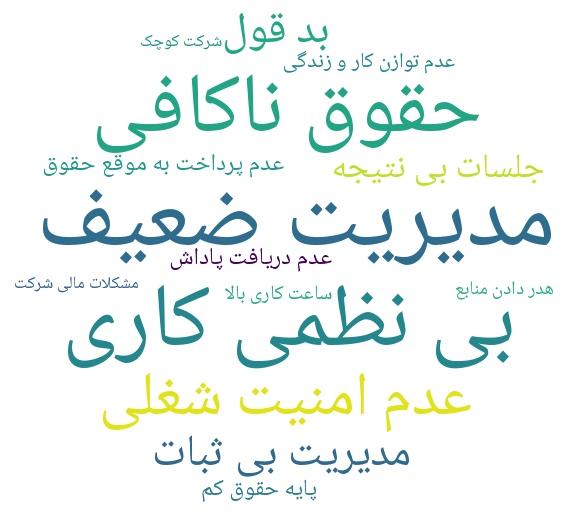 بد قول
شرکت کوچک
عدم توازن کار و زندگی
حقوق ناکافی
جلسات بی نتیجه
عدم پرداخت به موقع حقوق
مدیریت ضعیف
عدم دریافت پاداش
مشکلات مالی شرکت
هدر دادن منابع
ساعت کاری بالا
بی نظمی کاری
عدم امنیت شغلی
مدیریت بی ثبات
پایه حقوق کم